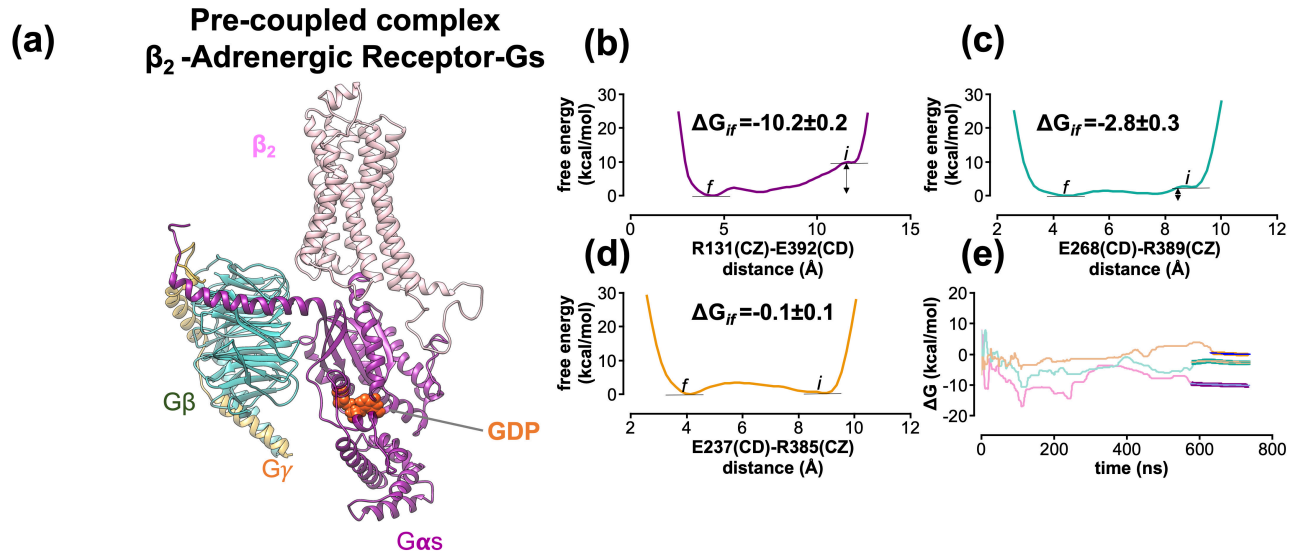 (a)
Pre-coupled complex
β₂ -Adrenergic Receptor-Gs
β₂
Gβ
Gγ
GDP
Gαs
(b)
30
20
10
0
free energy
(kcal/mol)
ΔGif =-10.2±0.2
f
i
0 5 10 15
R131(CZ)-E392(CD)
distance (Å)
(c)
30
20
10
0
free energy
(kcal/mol)
ΔGif =-2.8±0.3
f
i
2 4 6 8 10 12
E268(CD)-R389(CZ)
distance (Å)
(d)
30
20
10
0
free energy
(kcal/mol)
ΔGif =-0.1±0.1
f
i
2 4 6 8 10 12
E237(CD)-R385(CZ)
distance (Å)
(e)
20
10
0
-10
-20
ΔG (kcal/mol)
0 200 400 600 800
time (ns)